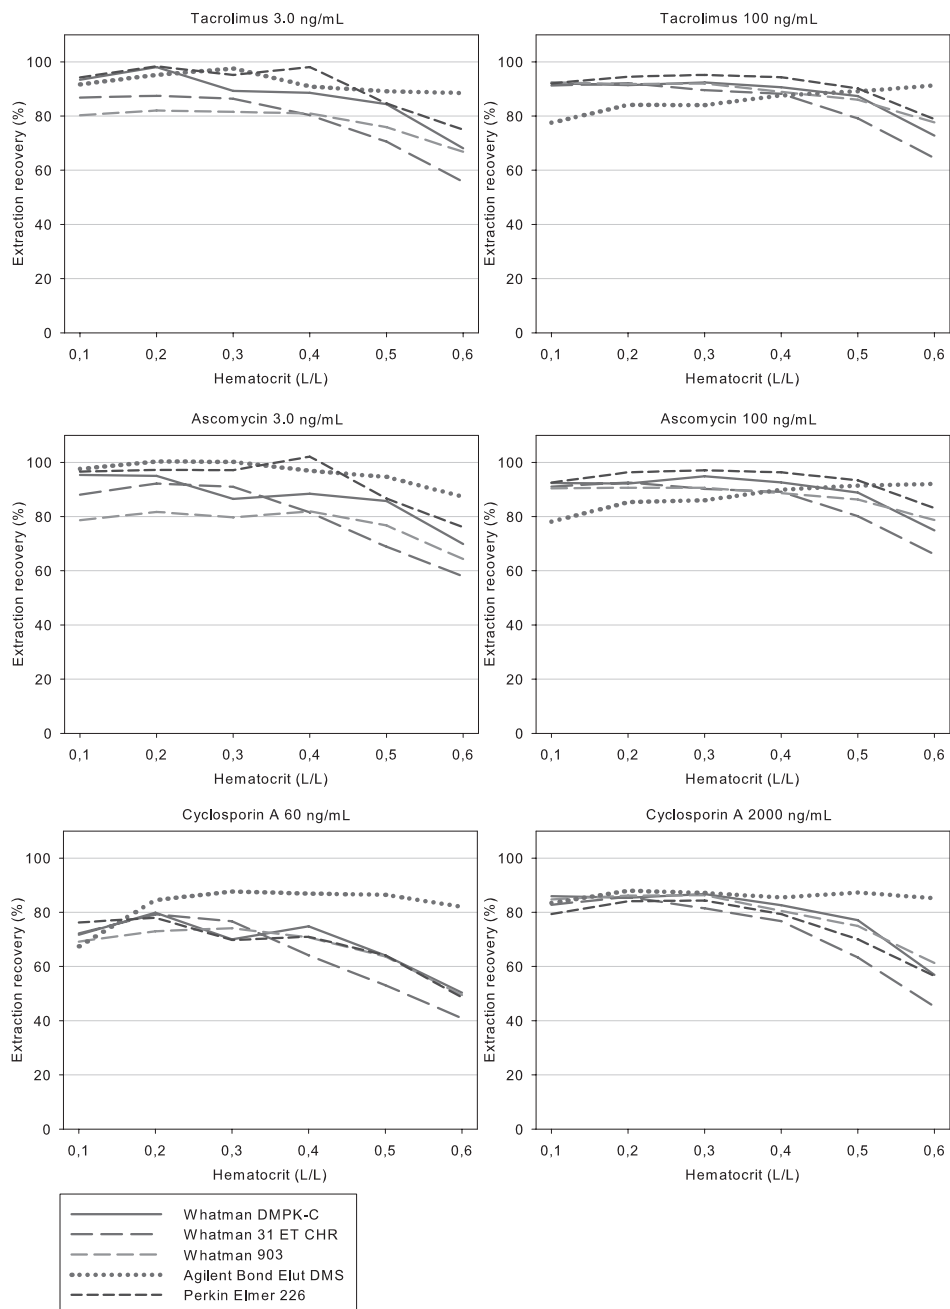 Tacrolimus 3.0 ng/mL
Extraction recovery (%)
100
80
60
40
20
0
0,1 0,2 0,3 0,4 0,5 0,6
Hematocrit (L/L)
Tacrolimus 100 ng/mL
Extraction recovery (%)
100
80
60
40
20
0
0,1 0,2 0,3 0,4 0,5 0,6
Hematocrit (L/L)
Ascomycin 3.0 ng/mL
Extraction recovery (%)
100
80
60
40
20
0
0,1 0,2 0,3 0,4 0,5 0,6
Hematocrit (L/L)
Ascomycin 100 ng/mL
Extraction recovery (%)
100
80
60
40
20
0
0,1 0,2 0,3 0,4 0,5 0,6
Hematocrit (L/L)
Cyclosporin A 60 ng/mL
Extraction recovery (%)
100
80
60
40
20
0
0,1 0,2 0,3 0,4 0,5 0,6
Hematocrit (L/L)
Cyclosporin A 2000 ng/mL
Extraction recovery (%)
100
80
60
40
20
0
0,1 0,2 0,3 0,4 0,5 0,6
Hematocrit (L/L)
Whatman DMPK-C
Whatman 31 ET CHR
Whatman 903
Agilent Bond Elut DMS
Perkin Elmer 226